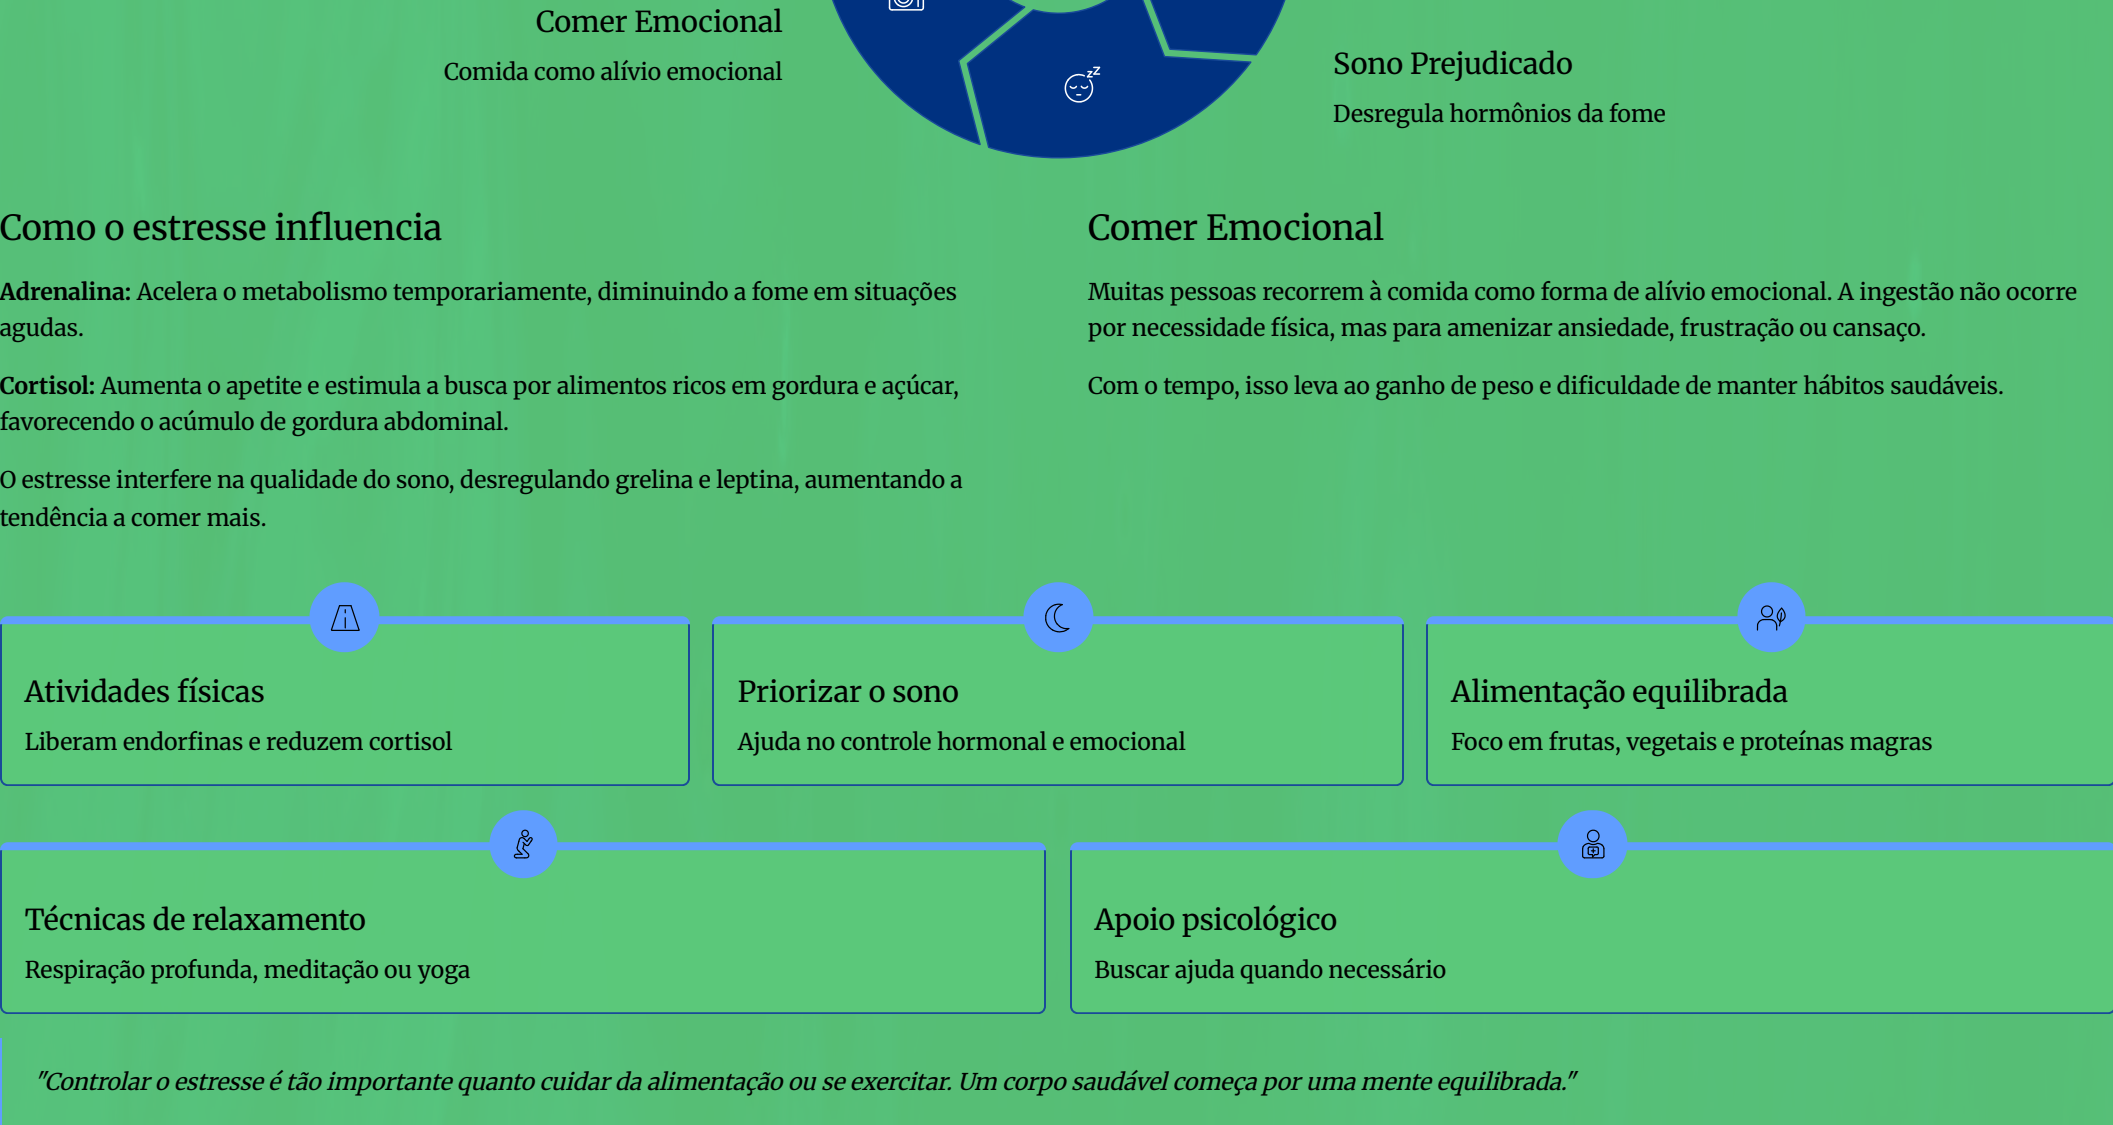 Comer Emocional
Comida como alívio emocional
Sono Prejudicado
Desregula hormônios da fome
Como o estresse influencia
Adrenalina: Acelera o metabolismo temporariamente, diminuindo a fome em situações
agudas.
Cortisol: Aumenta o apetite e estimula a busca por alimentos ricos em gordura e açúcar,
favorecendo o acúmulo de gordura abdominal.
O estresse interfere na qualidade do sono, desregulando grelina e leptina, aumentando a
tendência a comer mais.
Comer Emocional
Muitas pessoas recorrem à comida como forma de alívio emocional. A ingestão não ocorre
por necessidade física, mas para amenizar ansiedade, frustração ou cansaço.
Com o tempo, isso leva ao ganho de peso e dificuldade de manter hábitos saudáveis.
Atividades físicas
Liberam endorfinas e reduzem cortisol
Priorizar o sono
Ajuda no controle hormonal e emocional
Alimentação equilibrada
Foco em frutas, vegetais e proteínas magras
Técnicas de relaxamento
Respiração profunda, meditação ou yoga
Apoio psicológico
Buscar ajuda quando necessário
"Controlar o estresse é tão importante quanto cuidar da alimentação ou se exercitar. Um corpo saudável começa por uma mente equilibrada."